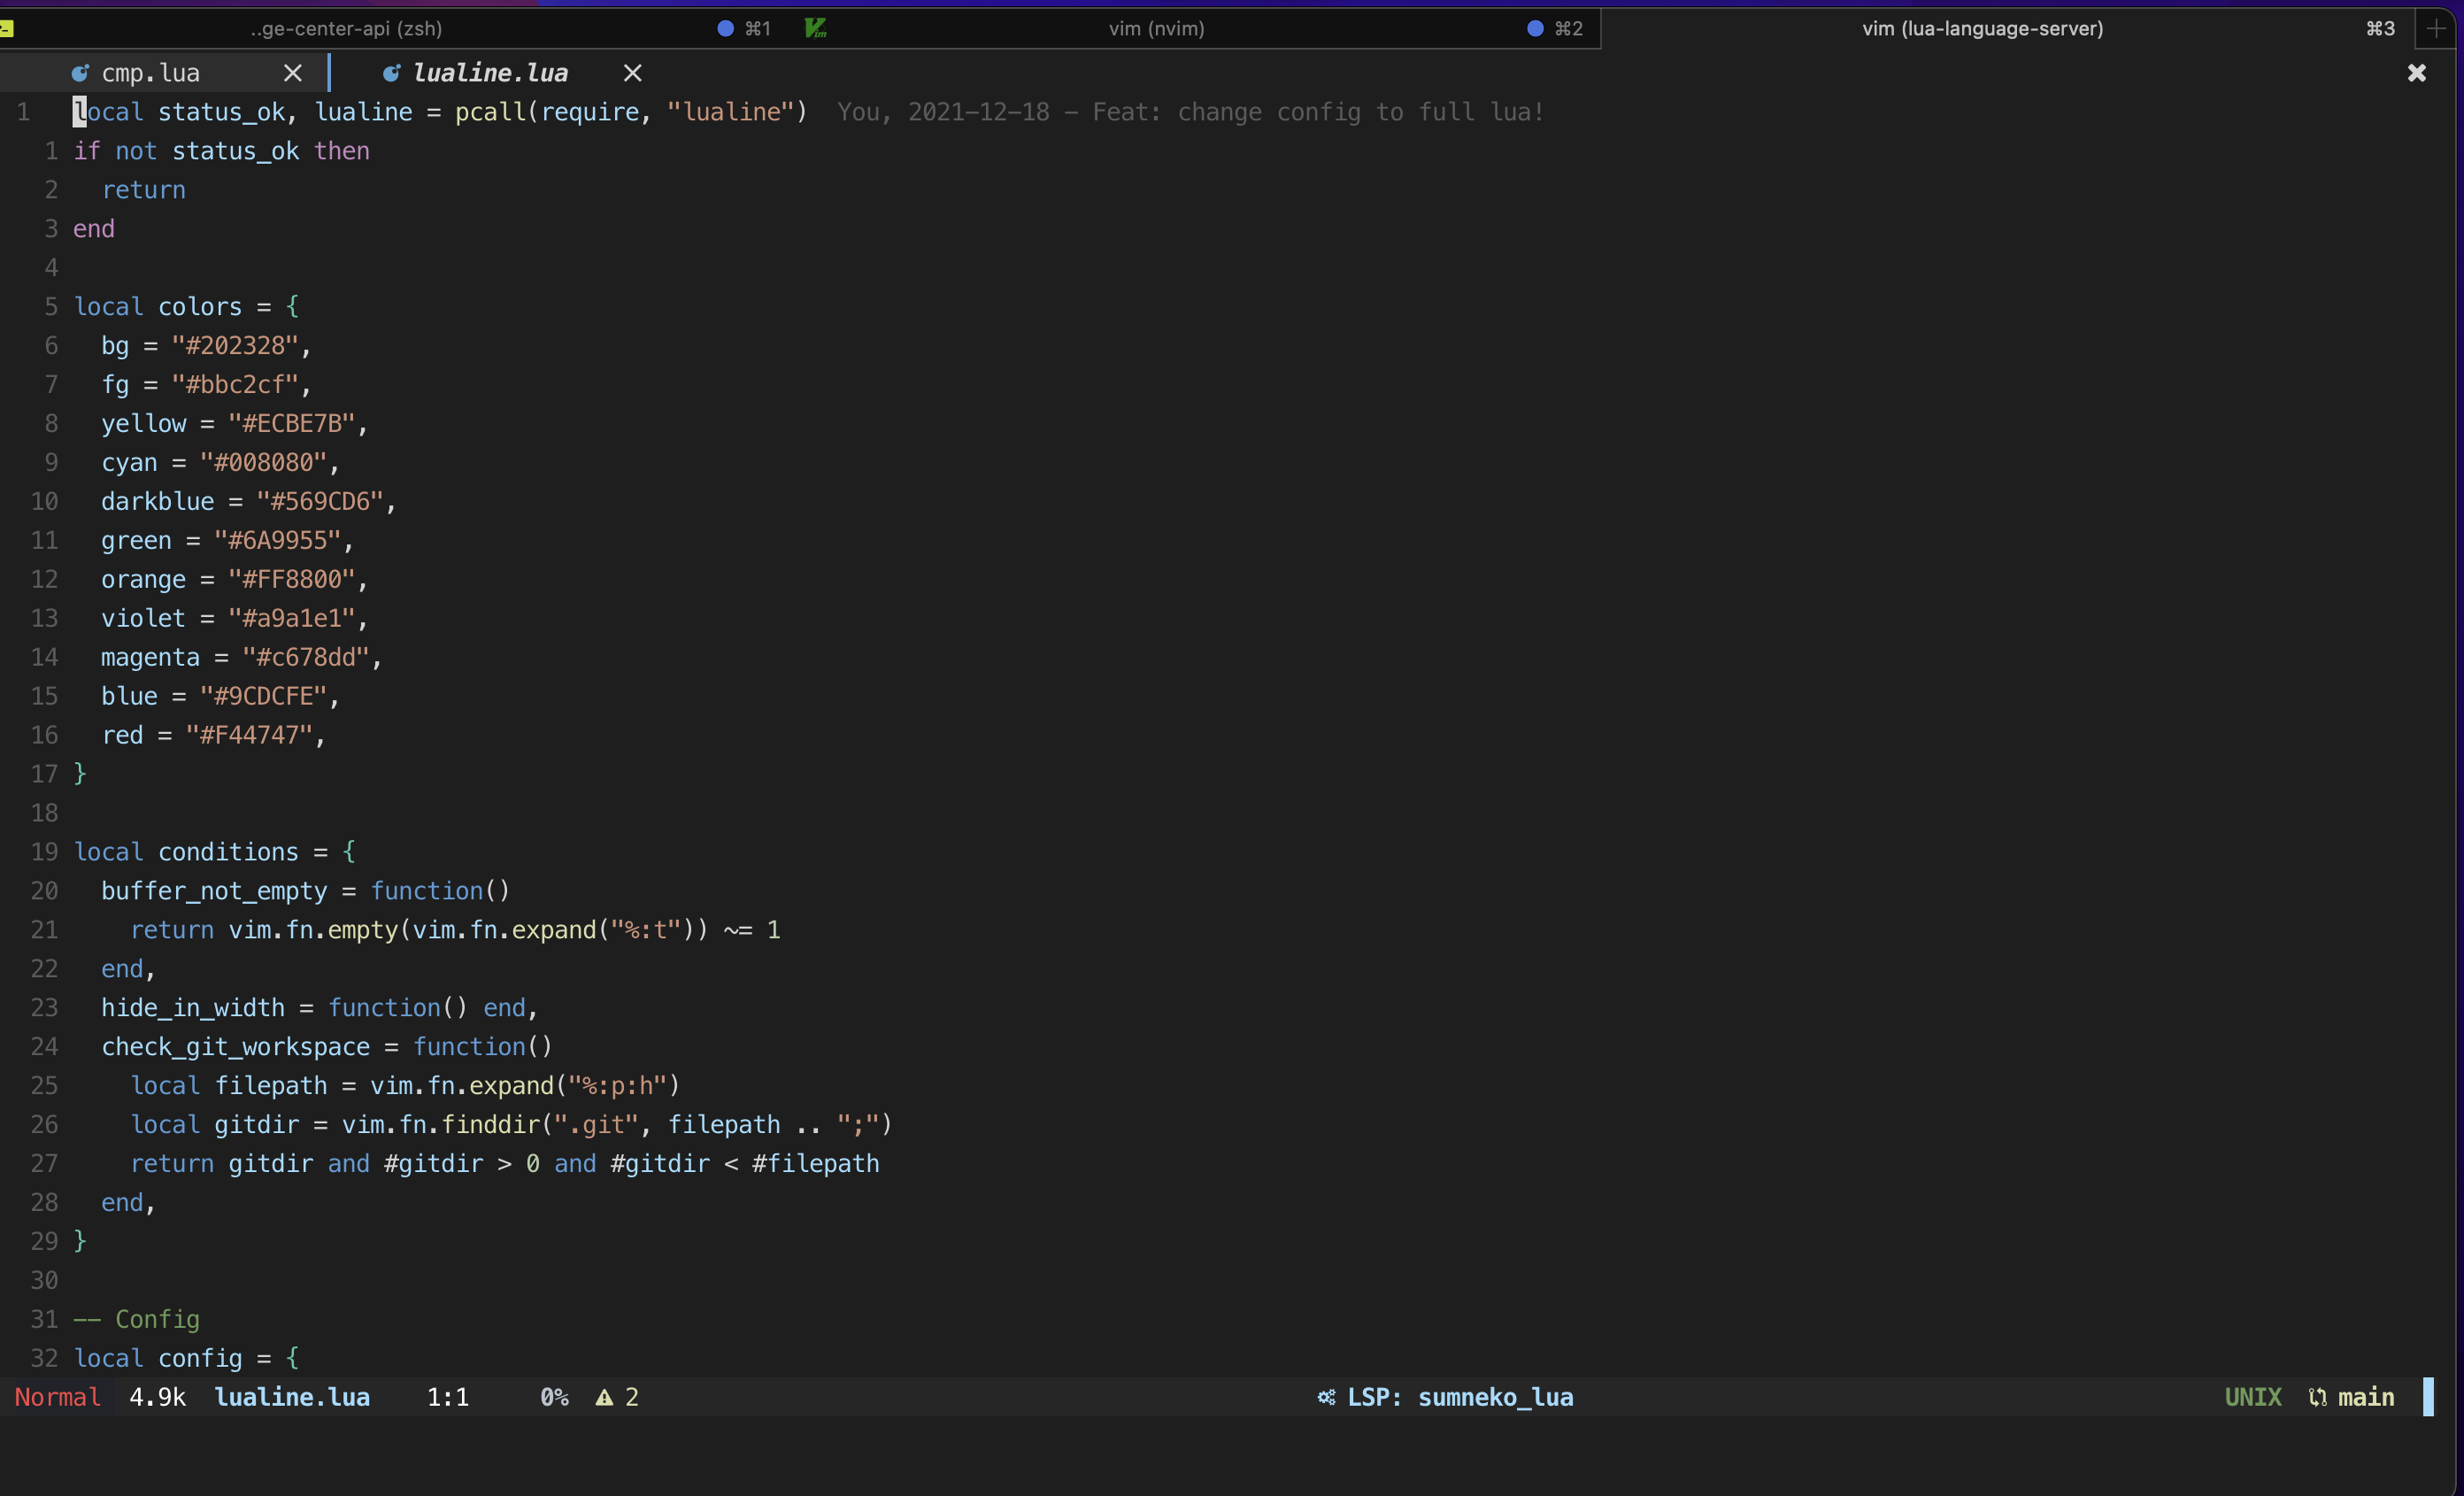 ..ge-center-api (zsh) ⌘1 vim (nvim) ⌘2 vim (lua-language-server) ⌘3
cmp.lua lualine.lua
1 local status_ok, lualine = pcall(require, "lualine") You, 2021-12-18 - Feat: change config to full lua!
1 if not status_ok then
2 return
3 end
4
5 local colors = {
6 bg = "#202328",
7 fg = "#bbc2cf",
8 yellow = "#ECBE7B",
9 cyan = "#008080",
10 darkblue = "#569CD6",
11 green = "#6A9955",
12 orange = "#FF8800",
13 violet = "#a9a1e1",
14 magenta = "#c678dd",
15 blue = "#9CDCFE",
16 red = "#F44747",
17 }
18
19 local conditions = {
20 buffer_not_empty = function()
21 return vim.fn.empty(vim.fn.expand("%:t")) ~= 1
22 end,
23 hide_in_width = function() end,
24 check_git_workspace = function()
25 local filepath = vim.fn.expand("%:p:h")
26 local gitdir = vim.fn.finddir(".git", filepath .. ";")
27 return gitdir and #gitdir > 0 and #gitdir < #filepath
28 end,
29 }
30
31 -- Config
32 local config = {
Normal 4.9k lualine.lua 1:1 0% 2 LSP: sumneko_lua UNIX main